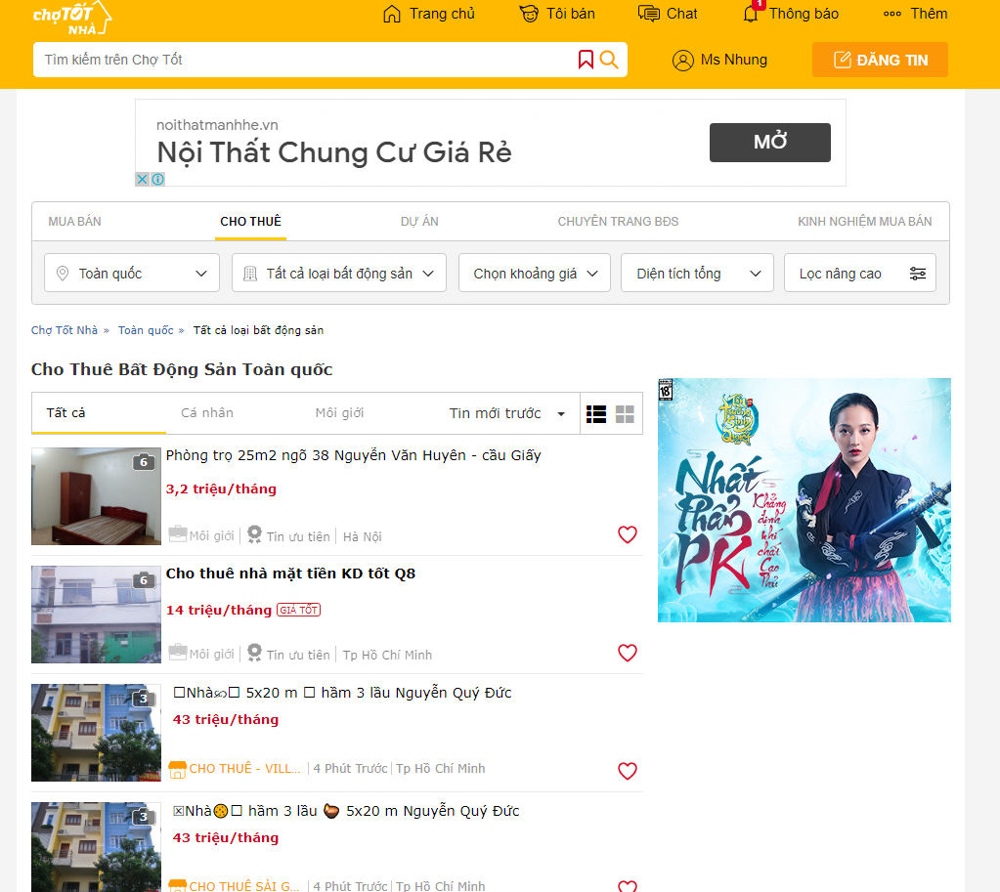 chợTỐT
NHÀ
Trang chủ
Tôi bán
Chat
1
Thông báo
Thêm
Tìm kiếm trên Chợ Tốt
Ms Nhung
ĐĂNG TIN
noithatmanhhe.vn
Nội Thất Chung Cư Giá Rẻ
MỞ
MUA BÁN
CHO THUÊ
DỰ ÁN
CHUYÊN TRANG BĐS
KINH NGHIỆM MUA BÁN
Toàn quốc
Tất cả loại bất động sản
Chọn khoảng giá
Diện tích tổng
Lọc nâng cao
Chợ Tốt Nhà » Toàn quốc » Tất cả loại bất động sản
Cho Thuê Bất Động Sản Toàn quốc
Tất cả
Cá nhân
Môi giới
Tin mới trước
6
Phòng trọ 25m2 ngõ 38 Nguyễn Văn Huyên - cầu Giấy
3,2 triệu/tháng
Môi giới | Tin ưu tiên | Hà Nội
6
Cho thuê nhà mặt tiền KD tốt Q8
14 triệu/tháng GIÁ TỐT
Môi giới | Tin ưu tiên | Tp Hồ Chí Minh
3
Nhà 5x20 m hầm 3 lầu Nguyễn Quý Đức
43 triệu/tháng
CHO THUÊ - VILL... | 4 Phút Trước | Tp Hồ Chí Minh
3
Nhà hầm 3 lầu 5x20 m Nguyễn Quý Đức
43 triệu/tháng
CHO THUÊ SÀI G... | 4 Phút Trước | Tp Hồ Chí Minh
18+
Nhất
Phẩm
PK
Khẳng
định
khí
chất
Cao
Thủ